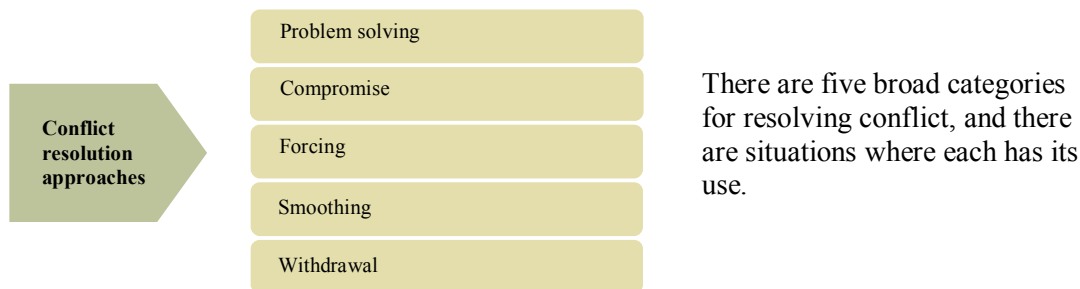 Conflict
resolution
approaches
Problem solving
Compromise
Forcing
Smoothing
Withdrawal
There are five broad categories
for resolving conflict, and there
are situations where each has its
use.